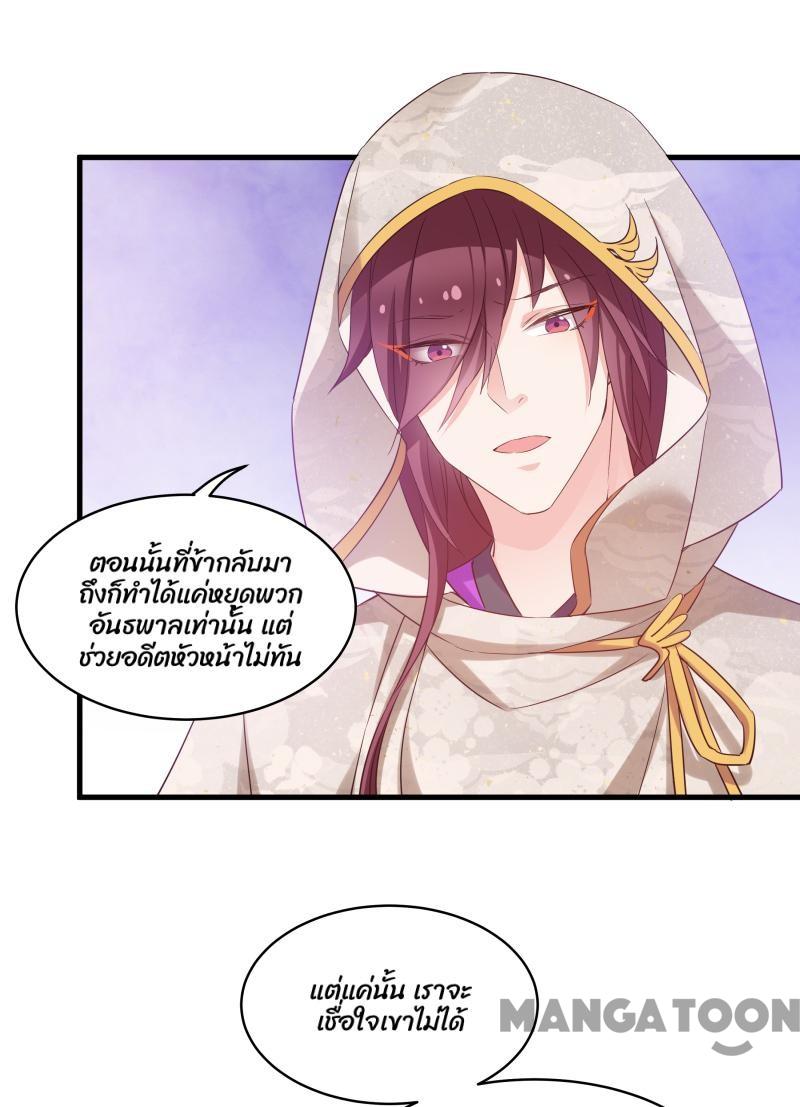 ตอนนั้นที่ข้ากลับมา
ถึงก็ทำได้แค่หยุดพวก
อันธพาลเท่านั้น แต่
ช่วยอดีตหัวหน้าไม่ทัน
แต่แค่นั้น เราจะ
เชื่อใจเขาไม่ได้
MANGATOON